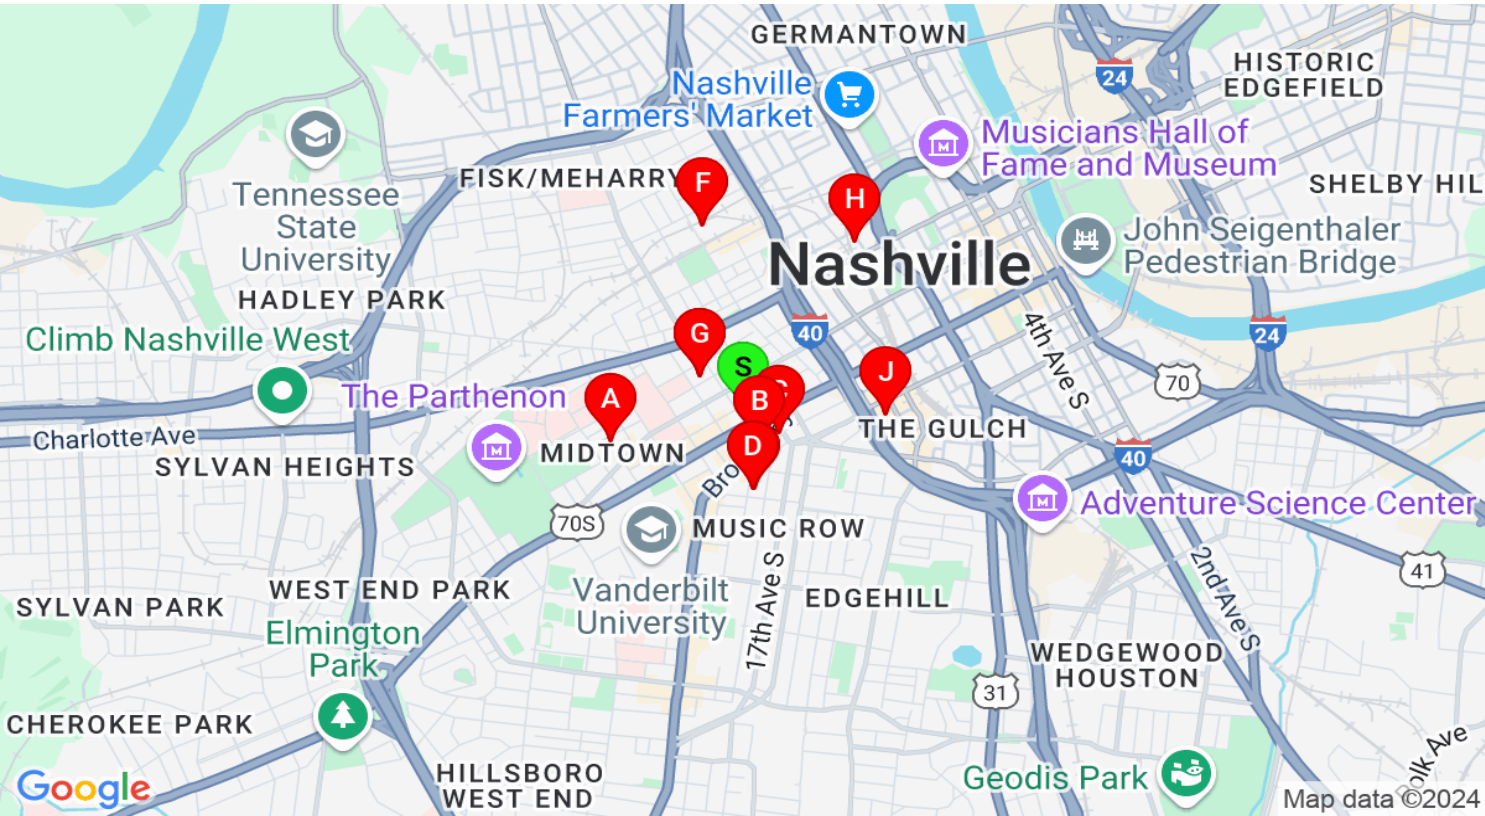 GERMANTOWN
HISTORIC
EDGEFIELD
24
Nashville
Farmers' Market
Musicians Hall of
Fame and Museum
FISK/MEHARRY
F
H
SHELBY HIL
Tennessee
State
University
John Seigenthaler
Pedestrian Bridge
Nashville
HADLEY PARK
Climb Nashville West
G
40
24
4th Ave S
S
J
70
The Parthenon
A
B
C
Charlotte Ave
MIDTOWN
D
THE GULCH
SYLVAN HEIGHTS
40
Bro
S
70S
MUSIC ROW
Adventure Science Center
Vanderbilt
University
17th Ave S
EDGEHILL
2nd Ave S
41
WEST END PARK
SYLVAN PARK
Elmington
Park
WEDGEWOOD
HOUSTON
31
CHEROKEE PARK
HILLSBORO
WEST END
Geodis Park
olk Ave
Google
Map data ©2024